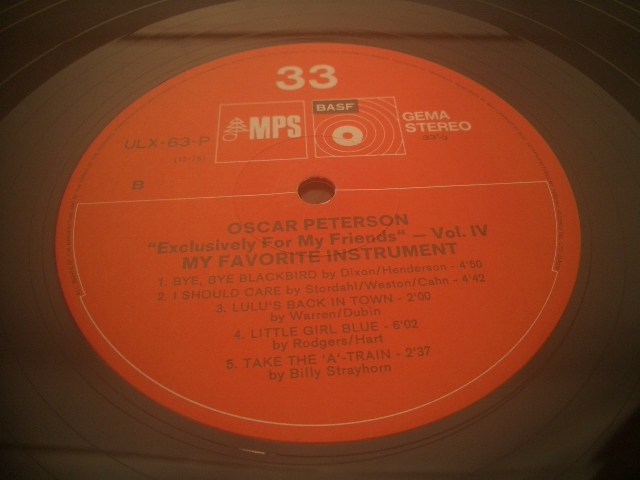 33
MPS
BASF
GEMA
STEREO
ULX-63-P
B
OSCAR PETERSON
"Exclusively For My Friends" — Vol. IV
MY FAVORITE INSTRUMENT
1. BYE, BYE BLACKBIRD by Dixon/Henderson - 4'50
2. I SHOULD CARE by Stordahl/Weston/Cahn - 4'42
3. LULU'S BACK IN TOWN - 2'00
by Warren/Dubin
4. LITTLE GIRL BLUE - 6'02
by Rodgers/Hart
5. TAKE THE 'A'-TRAIN - 2'37
by Billy Strayhorn